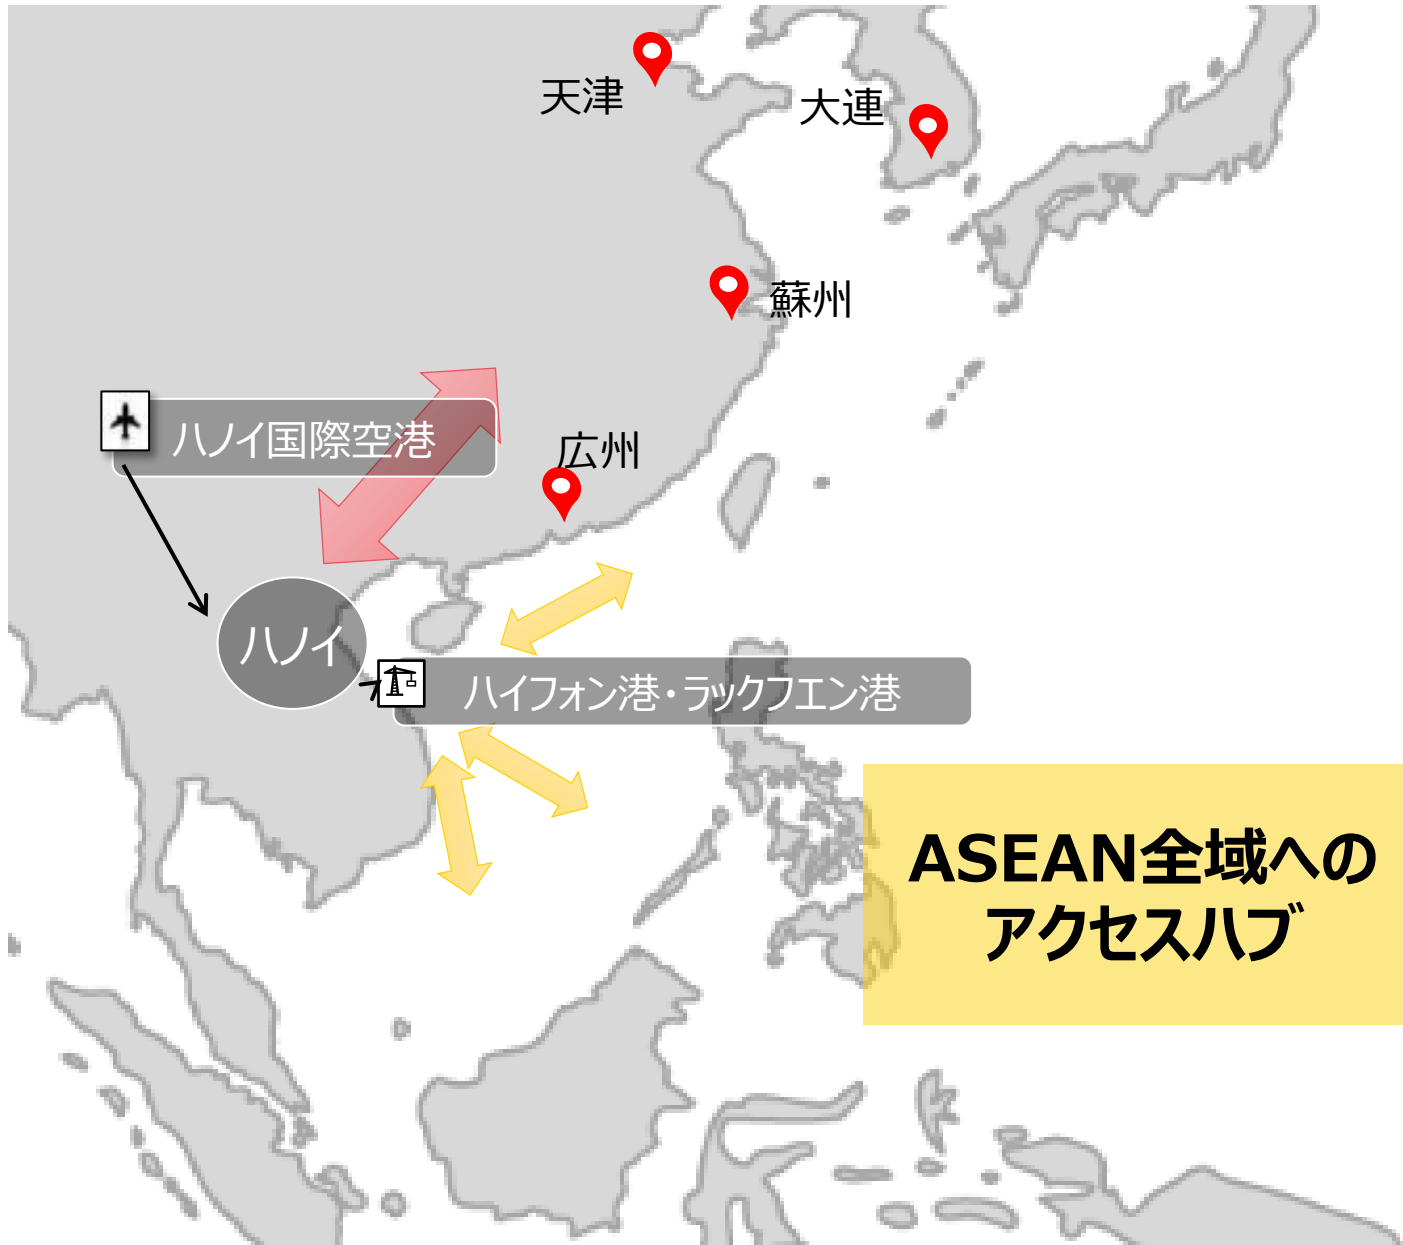 天津
大連
蘇州
ハノイ国際空港
広州
ハノイ
ハイフォン港・ラックフエン港
ASEAN全域への
アクセスハブ